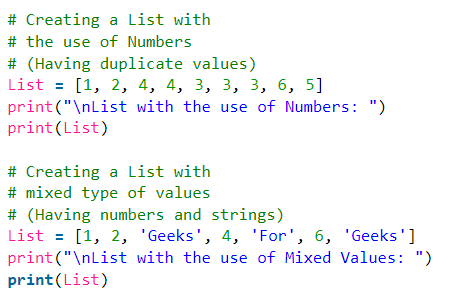 # Creating a List with
# the use of Numbers
# (Having duplicate values)
List = [1, 2, 4, 4, 3, 3, 3, 6, 5]
print("\nList with the use of Numbers: ")
print(List)
# Creating a List with
# mixed type of values
# (Having numbers and strings)
List = [1, 2, 'Geeks', 4, 'For', 6, 'Geeks']
print("\nList with the use of Mixed Values: ")
print(List)